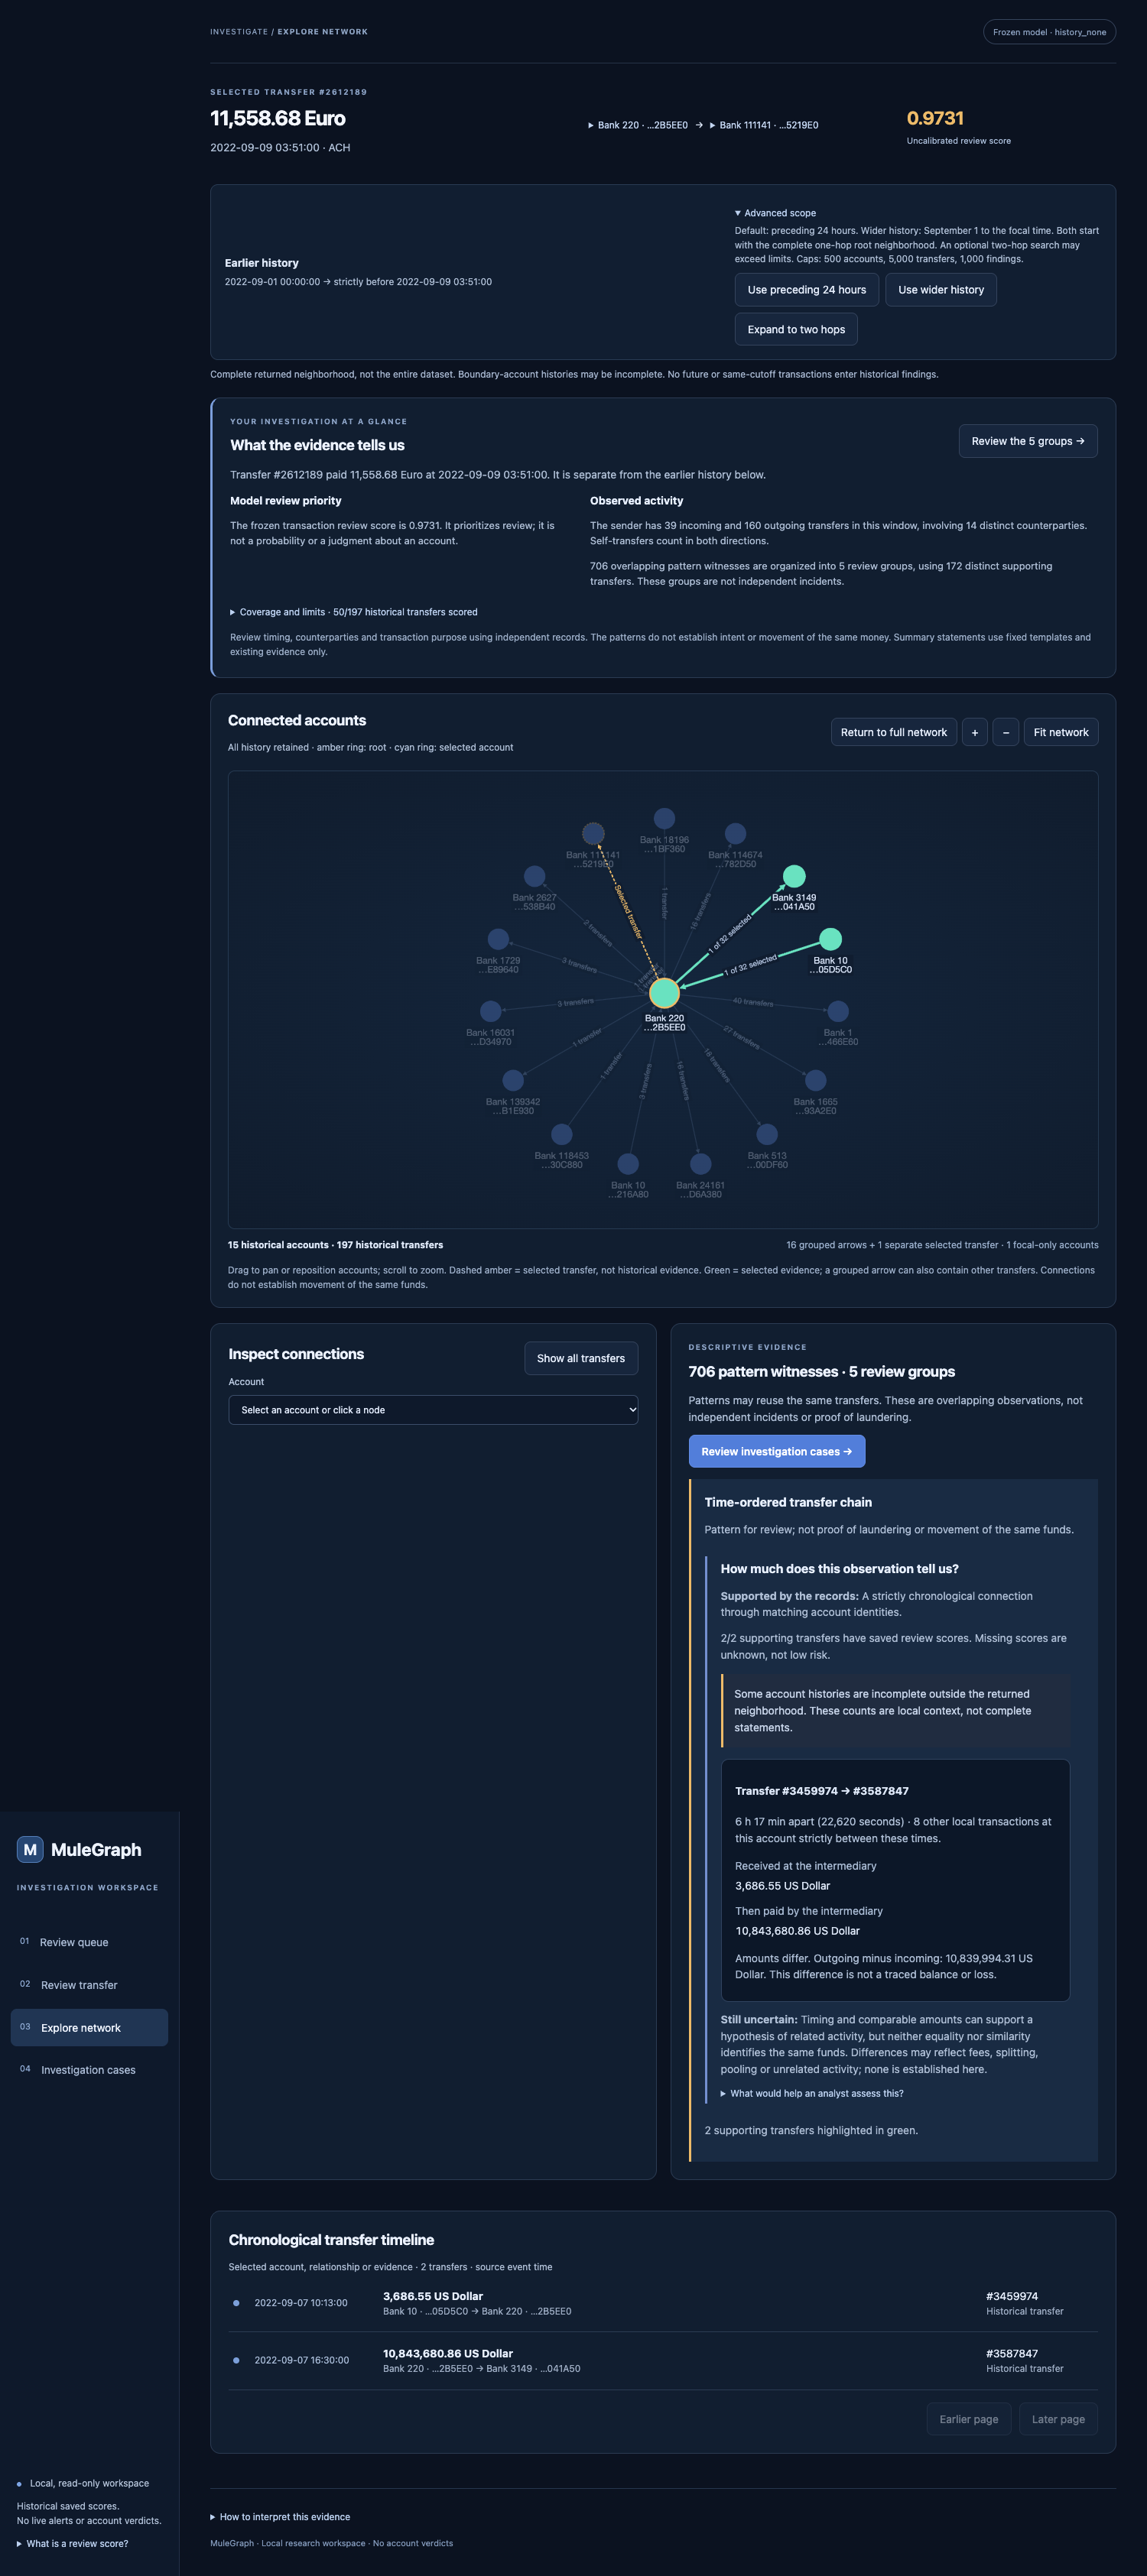 INVESTIGATE / EXPLORE NETWORK
Frozen model · history_none
SELECTED TRANSFER #2612189
11,558.68 Euro
2022-09-09 03:51:00 · ACH
▶ Bank 220 · …2B5EE0 → ▶ Bank 111141 · …5219E0
0.9731
Uncalibrated review score
Earlier history
2022-09-01 00:00:00 → strictly before 2022-09-09 03:51:00
▼ Advanced scope
Default: preceding 24 hours. Wider history: September 1 to the focal time. Both start
with the complete one-hop root neighborhood. An optional two-hop search may
exceed limits. Caps: 500 accounts, 5,000 transfers, 1,000 findings.
Use preceding 24 hours
Use wider history
Expand to two hops
Complete returned neighborhood, not the entire dataset. Boundary-account histories may be incomplete. No future or same-cutoff transactions enter historical findings.
YOUR INVESTIGATION AT A GLANCE
What the evidence tells us
Review the 5 groups →
Transfer #2612189 paid 11,558.68 Euro at 2022-09-09 03:51:00. It is separate from the earlier history below.
Model review priority
The frozen transaction review score is 0.9731. It prioritizes review; it is
not a probability or a judgment about an account.
Observed activity
The sender has 39 incoming and 160 outgoing transfers in this window, involving 14 distinct counterparties.
Self-transfers count in both directions.
706 overlapping pattern witnesses are organized into 5 review groups, using 172 distinct supporting
transfers. These groups are not independent incidents.
▶ Coverage and limits · 50/197 historical transfers scored
Review timing, counterparties and transaction purpose using independent records. The patterns do not establish intent or movement of the same money. Summary statements use fixed templates and
existing evidence only.
Connected accounts
All history retained · amber ring: root · cyan ring: selected account
Return to full network
+
−
Fit network
Bank 18196
…1BF360
Bank 111141
…5219E0
Bank 114674
…782D50
Bank 2627
…538B40
Bank 3149
…041A50
Bank 1729
…E89640
Bank 10
…05D5C0
Selected transfer
1 transfer
16 transfers
2 transfers
1 of 32 selected
3 transfers
1 of 32 selected
Bank 220
…2B5EE0
3 transfers
40 transfers
Bank 16031
…D34970
Bank 1
…466E60
1 transfer
27 transfers
1 transfer
3 transfers
16 transfers
Bank 139342
…B1E930
Bank 1665
…93A2E0
Bank 118453
…30C880
Bank 513
…00DF60
Bank 10
…216A80
Bank 24161
…D6A380
15 historical accounts · 197 historical transfers
16 grouped arrows + 1 separate selected transfer · 1 focal-only accounts
Drag to pan or reposition accounts; scroll to zoom. Dashed amber = selected transfer, not historical evidence. Green = selected evidence; a grouped arrow can also contain other transfers. Connections
do not establish movement of the same funds.
Inspect connections
Show all transfers
Account
Select an account or click a node
DESCRIPTIVE EVIDENCE
706 pattern witnesses · 5 review groups
Patterns may reuse the same transfers. These are overlapping observations, not
independent incidents or proof of laundering.
Review investigation cases →
Time-ordered transfer chain
Pattern for review; not proof of laundering or movement of the same funds.
How much does this observation tell us?
Supported by the records: A strictly chronological connection
through matching account identities.
2/2 supporting transfers have saved review scores. Missing scores are
unknown, not low risk.
Some account histories are incomplete outside the returned
neighborhood. These counts are local context, not complete
statements.
Transfer #3459974 → #3587847
6 h 17 min apart (22,620 seconds) · 8 other local transactions at
this account strictly between these times.
Received at the intermediary
3,686.55 US Dollar
Then paid by the intermediary
10,843,680.86 US Dollar
Amounts differ. Outgoing minus incoming: 10,839,994.31 US
Dollar. This difference is not a traced balance or loss.
Still uncertain: Timing and comparable amounts can support a
hypothesis of related activity, but neither equality nor similarity
identifies the same funds. Differences may reflect fees, splitting,
pooling or unrelated activity; none is established here.
▶ What would help an analyst assess this?
2 supporting transfers highlighted in green.
M MuleGraph
INVESTIGATION WORKSPACE
01 Review queue
02 Review transfer
03 Explore network
04 Investigation cases
Local, read-only workspace
Historical saved scores.
No live alerts or account verdicts.
▶ What is a review score?
Chronological transfer timeline
Selected account, relationship or evidence · 2 transfers · source event time
2022-09-07 10:13:00
3,686.55 US Dollar
Bank 10 · …05D5C0 → Bank 220 · …2B5EE0
#3459974
Historical transfer
2022-09-07 16:30:00
10,843,680.86 US Dollar
Bank 220 · …2B5EE0 → Bank 3149 · …041A50
#3587847
Historical transfer
Earlier page
Later page
▶ How to interpret this evidence
MuleGraph · Local research workspace · No account verdicts